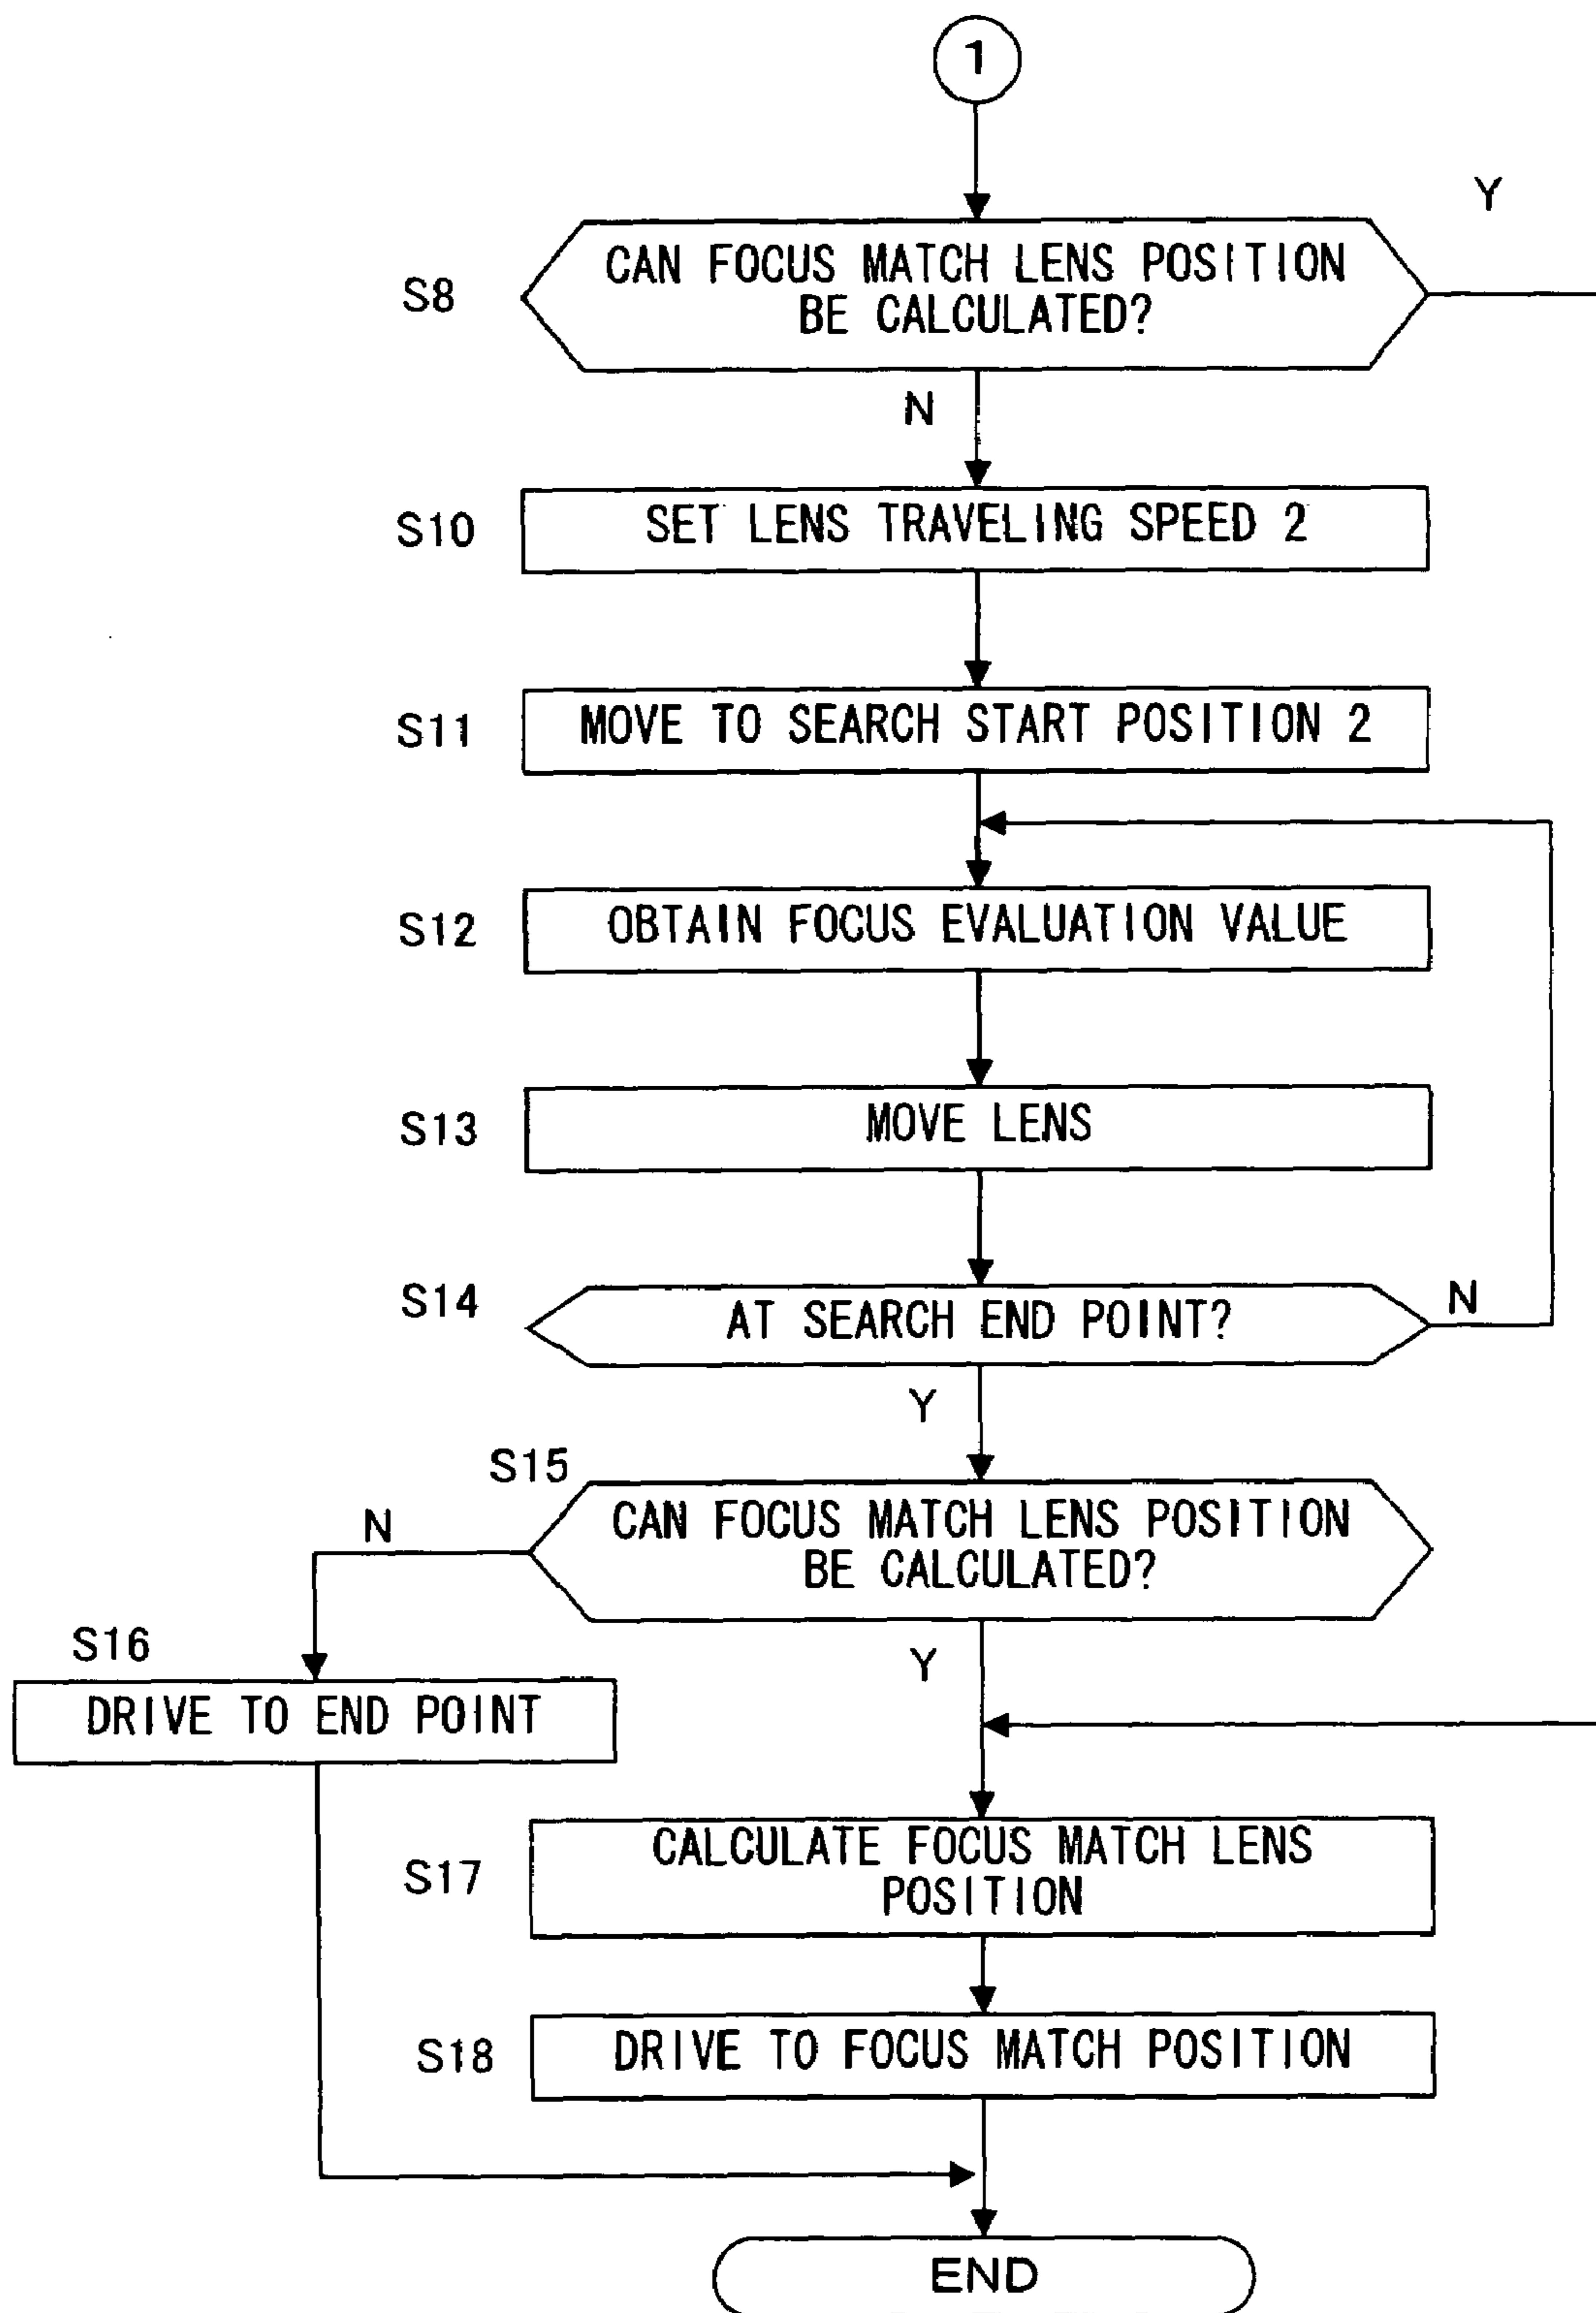 1
Y
S8
CAN FOCUS MATCH LENS POSITION
BE CALCULATED?
N
S10
SET LENS TRAVELING SPEED 2
S11
MOVE TO SEARCH START POSITION 2
S12
OBTAIN FOCUS EVALUATION VALUE
S13
MOVE LENS
S14
AT SEARCH END POINT?
N
Y
S15
CAN FOCUS MATCH LENS POSITION
BE CALCULATED?
N
Y
S16
DRIVE TO END POINT
S17
CALCULATE FOCUS MATCH LENS
POSITION
S18
DRIVE TO FOCUS MATCH POSITION
END